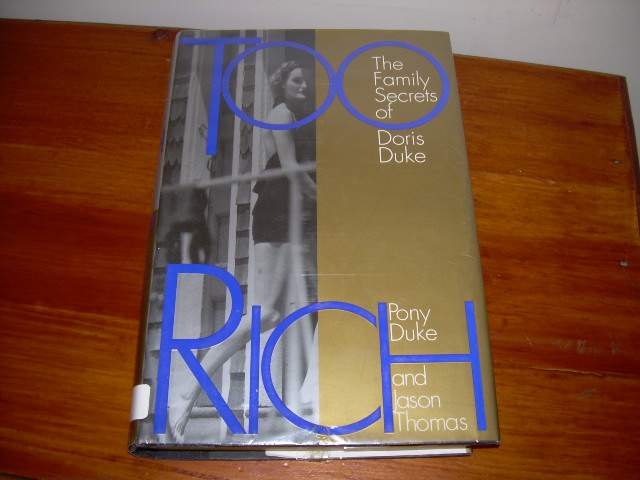 TOO
The
Family
Secrets
of
Doris
Duke
RICH
Pony
Duke
and
Jason
Thomas